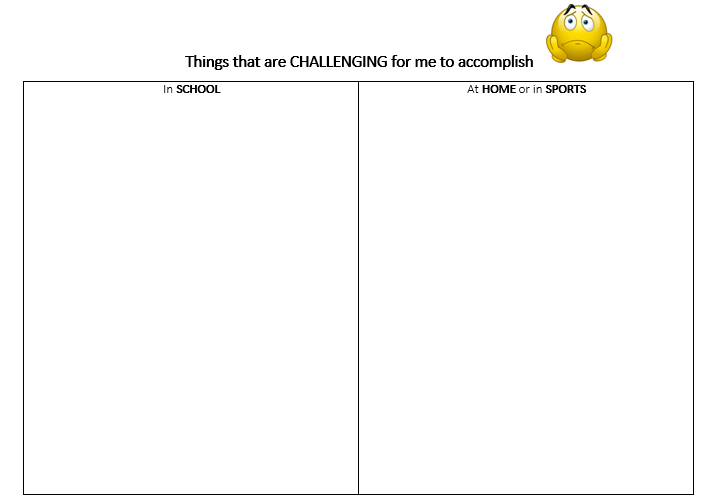 Things that are CHALLENGING for me to accomplish
In SCHOOL
At HOME or in SPORTS